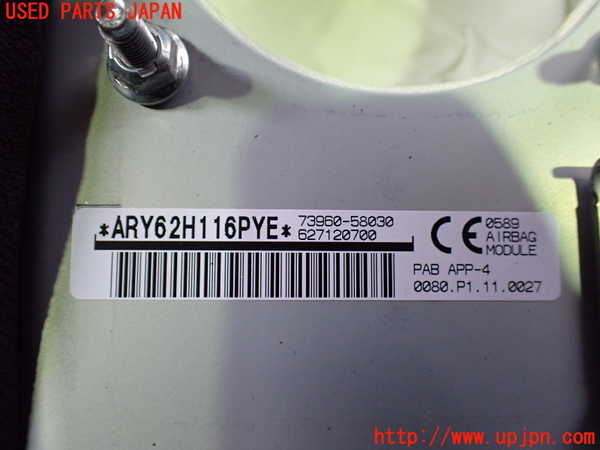 USED PARTS JAPAN
*ARY62H116PYE*
73960-58030
627120700
CE
0589
AIRBAG
MODULE
PAB APP-4
0080.P1.11.0027
www.upjpn.com